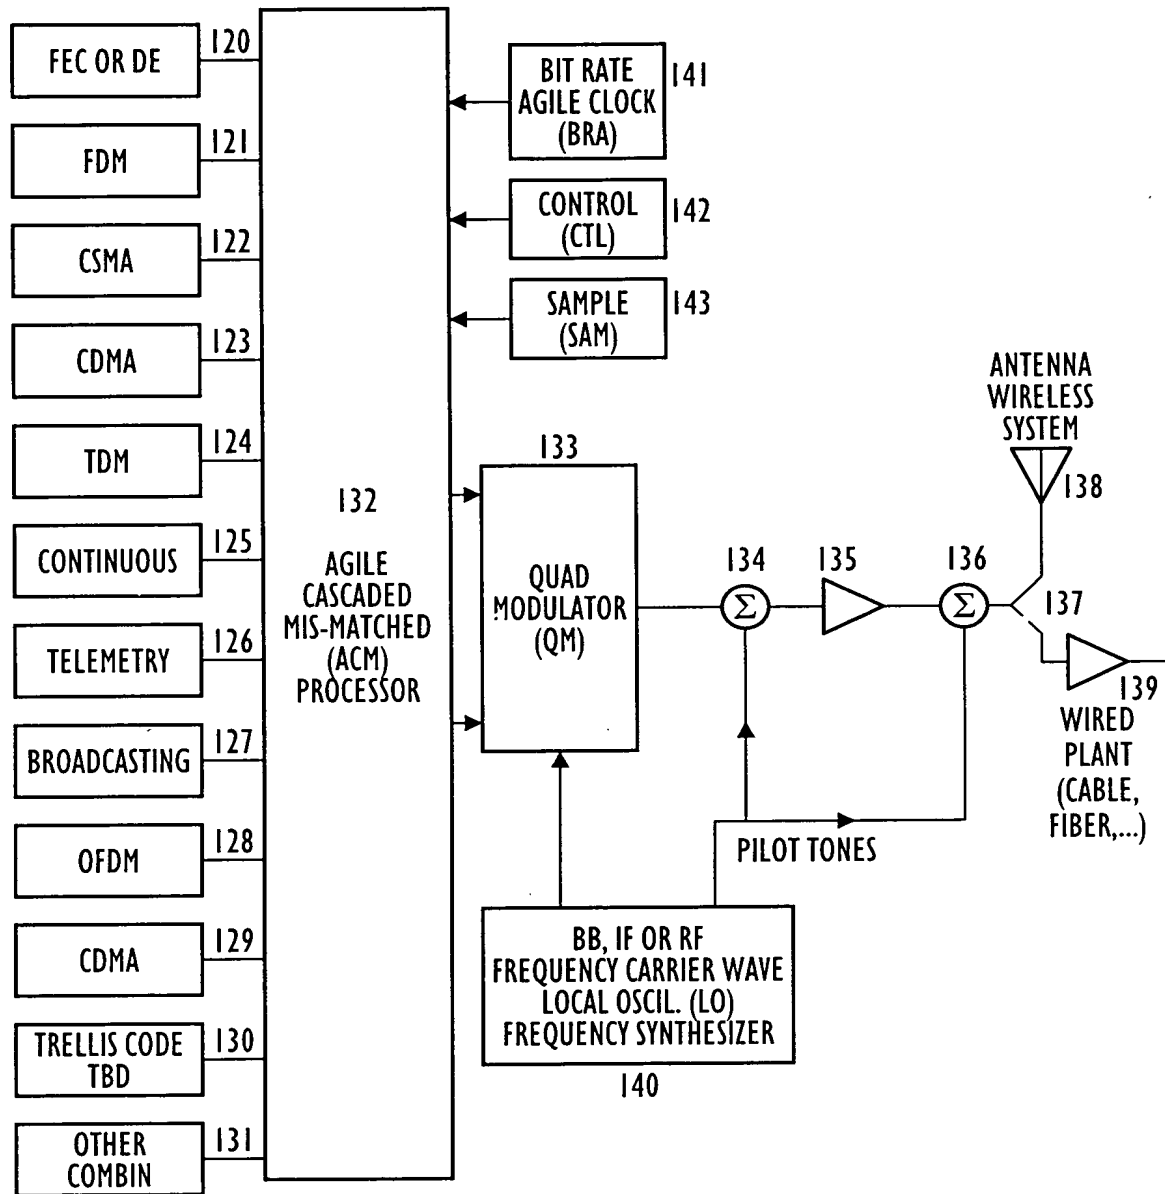 FEC OR DE
120
FDM
121
CSMA
122
CDMA
123
TDM
124
CONTINUOUS
125
TELEMETRY
126
BROADCASTING
127
OFDM
128
CDMA
129
TRELLIS CODE
TBD
130
OTHER
COMBIN
131
132
AGILE
CASCADED
MIS-MATCHED
(ACM)
PROCESSOR
BIT RATE
AGILE CLOCK
(BRA)
141
CONTROL
(CTL)
142
SAMPLE
(SAM)
143
133
QUAD
MODULATOR
(QM)
134
Σ
135
136
Σ
137
ANTENNA
WIRELESS
SYSTEM
138
139
WIRED
PLANT
(CABLE,
FIBER,...)
PILOT TONES
BB, IF OR RF
FREQUENCY CARRIER WAVE
LOCAL OSCIL. (LO)
FREQUENCY SYNTHESIZER
140